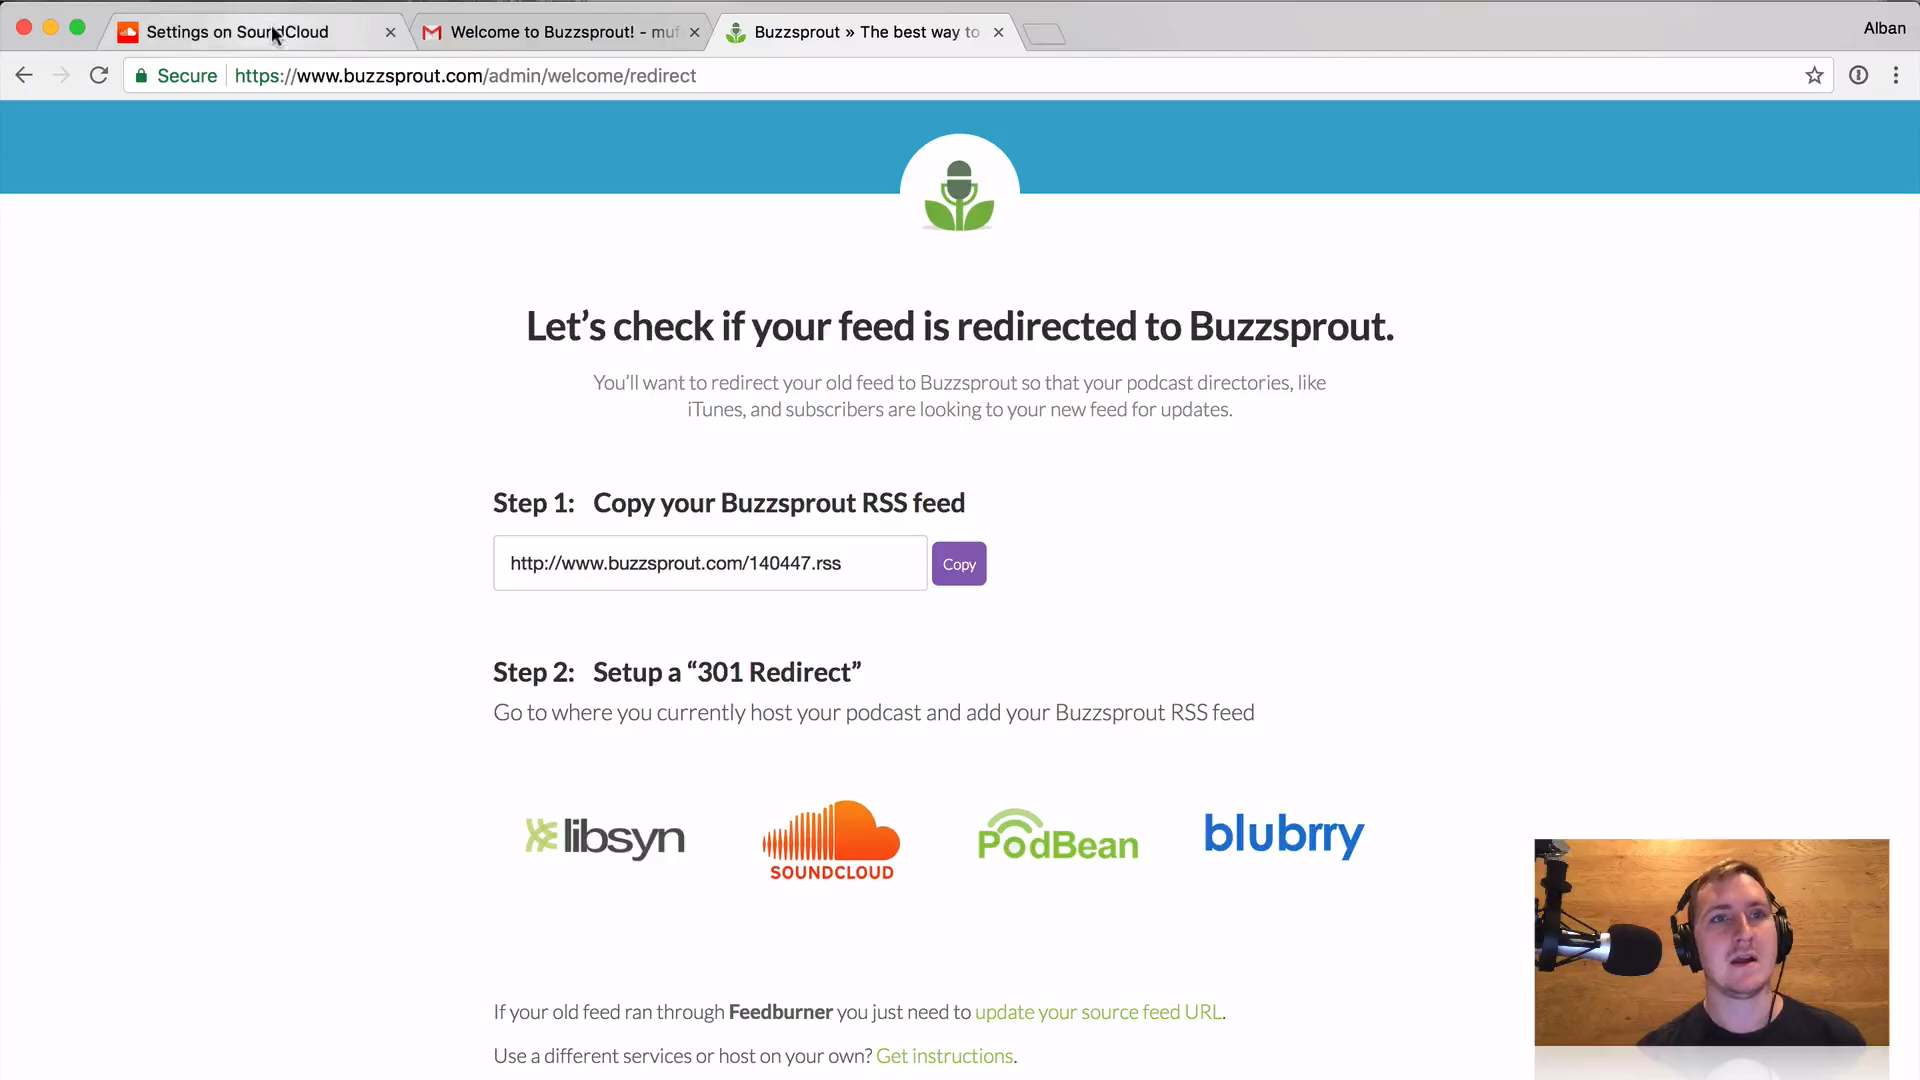 Settings on SoundCloud
Welcome to Buzzsprout! - muf
Buzzsprout » The best way to
Alban
Secure
https://www.buzzsprout.com/admin/welcome/redirect
Let’s check if your feed is redirected to Buzzsprout.
You’ll want to redirect your old feed to Buzzsprout so that your podcast directories, like
iTunes, and subscribers are looking to your new feed for updates.
Step 1: Copy your Buzzsprout RSS feed
http://www.buzzsprout.com/140447.rss
Copy
Step 2: Setup a “301 Redirect”
Go to where you currently host your podcast and add your Buzzsprout RSS feed
libsyn
SOUNDCLOUD
PodBean
blubrry
If your old feed ran through Feedburner you just need to update your source feed URL.
Use a different services or host on your own? Get instructions.